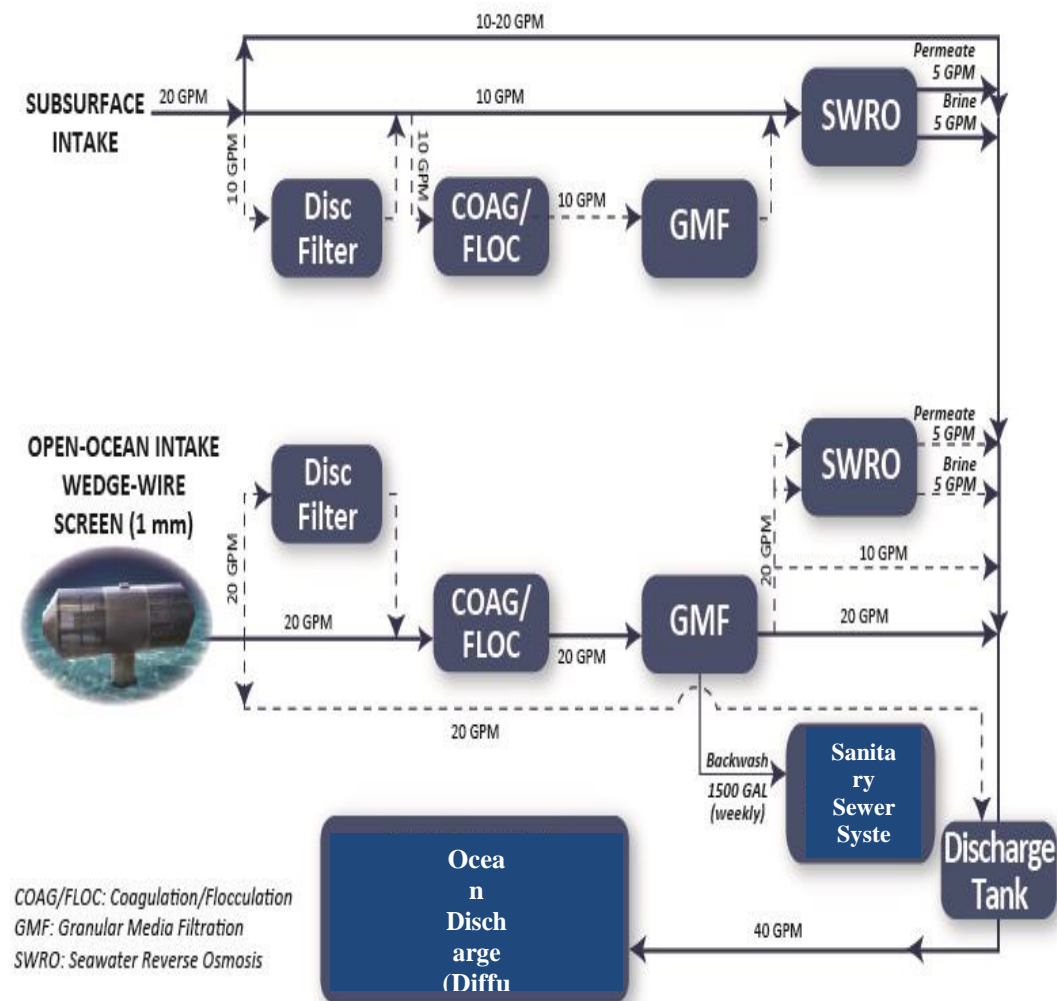 10-20 GPM
Permeate
5 GPM
SUBSURFACE
INTAKE
20 GPM
10 GPM
SWRO
Brine
5 GPM
10 GPM
Disc
Filter
10 GPM
COAG/
FLOC
10 GPM
GMF
OPEN-OCEAN INTAKE
WEDGE-WIRE
SCREEN (1 mm)
Disc
Filter
20 GPM
SWRO
Permeate
5 GPM
Brine
5 GPM
20 GPM
10 GPM
20 GPM
COAG/
FLOC
20 GPM
GMF
20 GPM
20 GPM
Backwash
1500 GAL
(weekly)
Sanita
ry
Sewer
Syste
Discharge
Tank
Ocea
n
Disch
arge
(Diffu
40 GPM
COAG/FLOC: Coagulation/Flocculation
GMF: Granular Media Filtration
SWRO: Seawater Reverse Osmosis